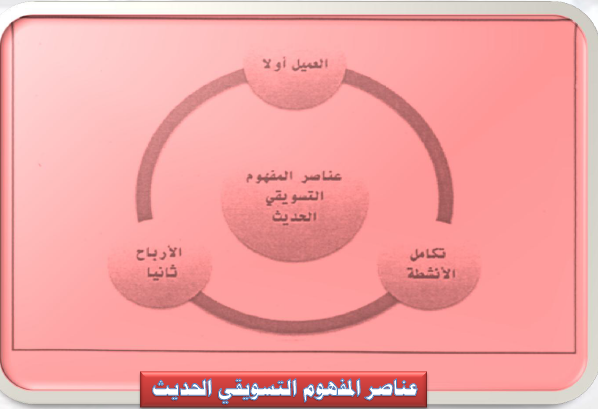 العميل أولا
عناصر المفهوم
التسويقي
الحديث
تكامل
الأنشطة
الأرباح
ثانيا
عناصر المفهوم التسويقي الحديث